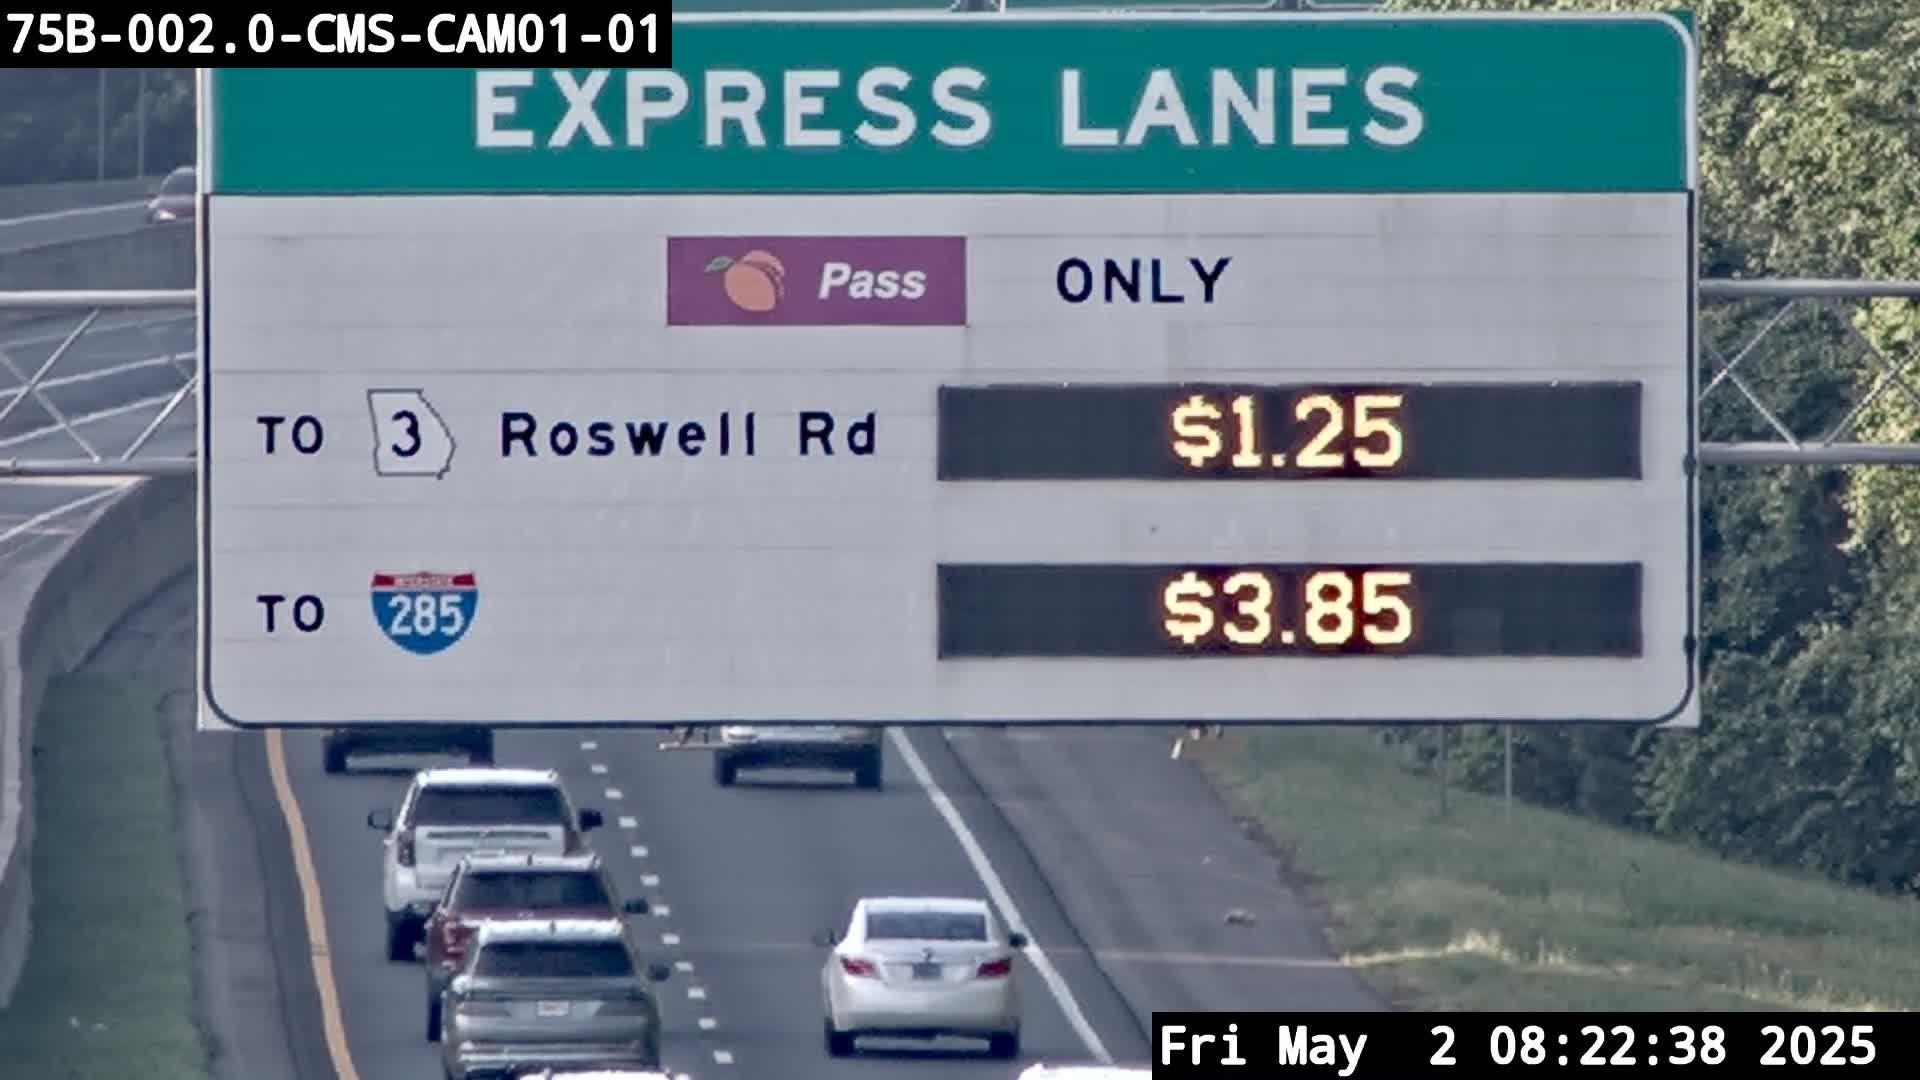 75B-002.0-CMS-CAM01-01
EXPRESS LANES
Pass ONLY
TO 3 Roswell Rd $1.25
INTERSTATE
TO 285 $3.85
Fri May 2 08:22:38 2025